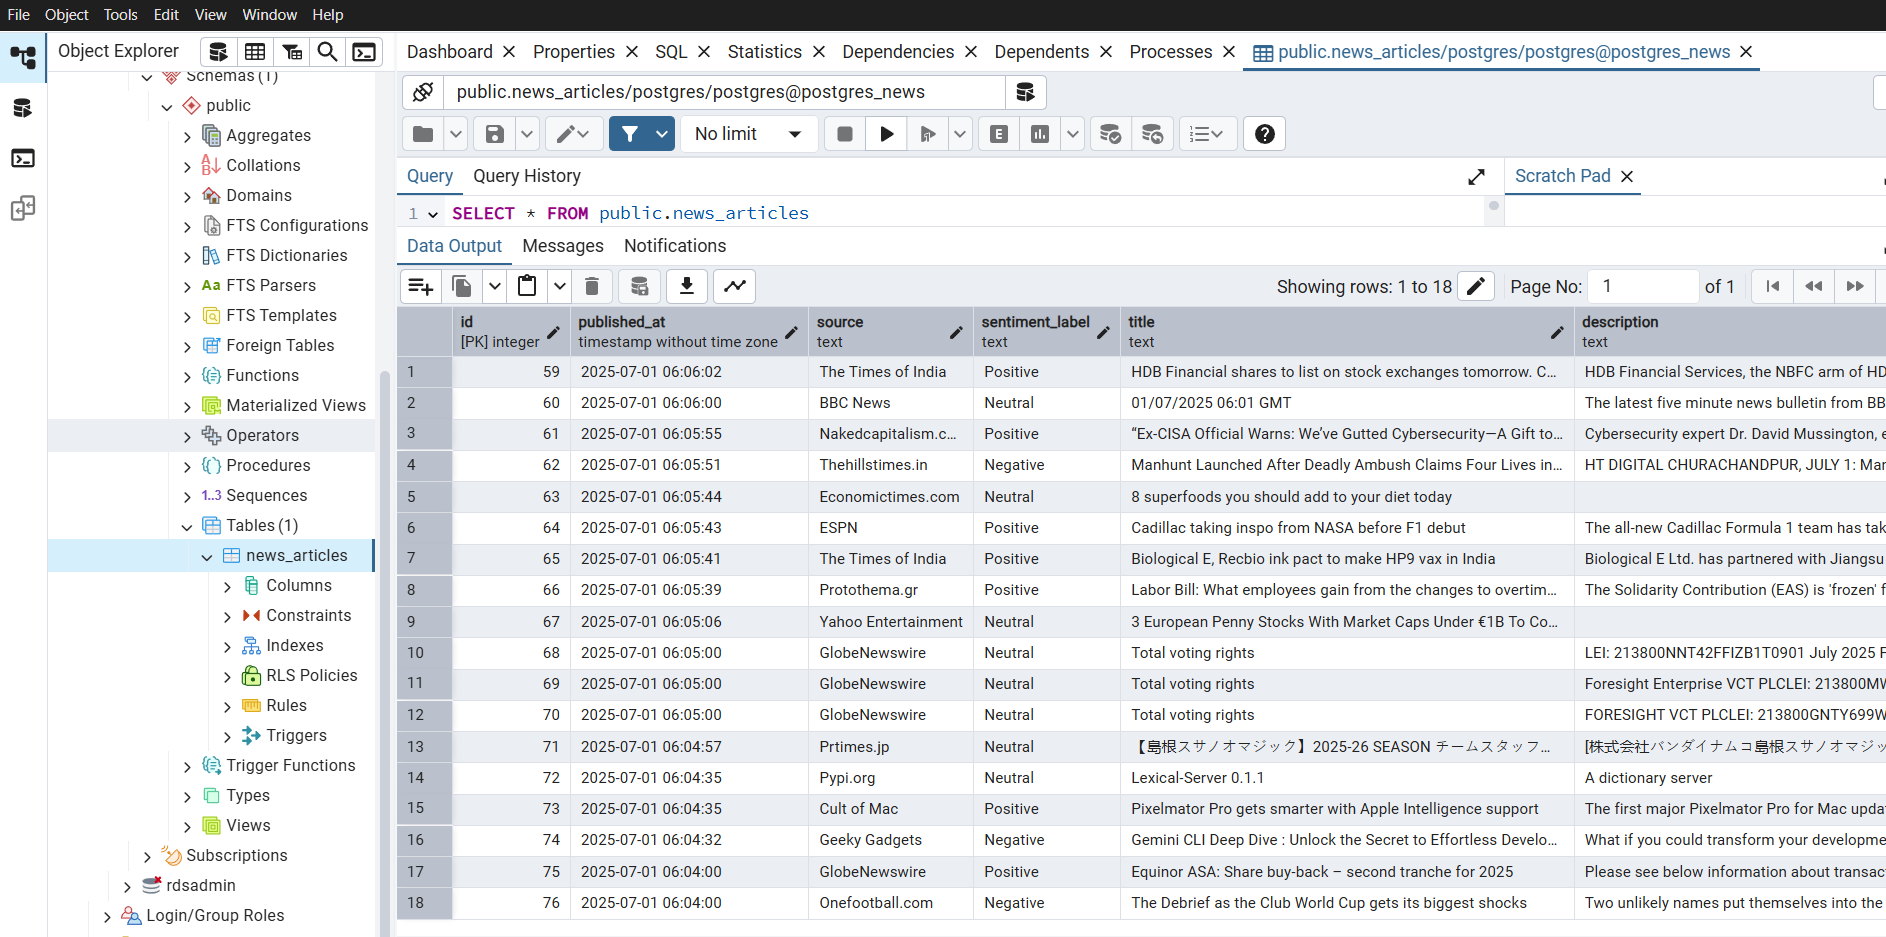 File Object Tools Edit View Window Help
Object Explorer
Schemas (1)
public
Aggregates
Collations
Domains
FTS Configurations
FTS Dictionaries
Aa FTS Parsers
FTS Templates
Foreign Tables
Functions
Materialized Views
Operators
Procedures
1..3 Sequences
Tables (1)
news_articles
Columns
Constraints
Indexes
RLS Policies
Rules
Triggers
Trigger Functions
Types
Views
Subscriptions
rdsadmin
Login/Group Roles
Dashboard Properties SQL Statistics Dependencies Dependents Processes public.news_articles/postgres/postgres@postgres_news
public.news_articles/postgres/postgres@postgres_news
No limit E
Query Query History Scratch Pad
1 SELECT * FROM public.news_articles
Data Output Messages Notifications
Showing rows: 1 to 18 Page No: 1 of 1
id published_at source sentiment_label title description
[PK] integer timestamp without time zone text text text text
1 59 2025-07-01 06:06:02 The Times of India Positive HDB Financial shares to list on stock exchanges tomorrow. C… HDB Financial Services, the NBFC arm of HD
2 60 2025-07-01 06:06:00 BBC News Neutral 01/07/2025 06:01 GMT The latest five minute news bulletin from BB
3 61 2025-07-01 06:05:55 Nakedcapitalism.c… Positive “Ex-CISA Official Warns: We’ve Gutted Cybersecurity—A Gift to… Cybersecurity expert Dr. David Mussington, e
4 62 2025-07-01 06:05:51 Thehillstimes.in Negative Manhunt Launched After Deadly Ambush Claims Four Lives in… HT DIGITAL CHURACHANDPUR, JULY 1: Mar
5 63 2025-07-01 06:05:44 Economictimes.com Neutral 8 superfoods you should add to your diet today
6 64 2025-07-01 06:05:43 ESPN Positive Cadillac taking inspo from NASA before F1 debut The all-new Cadillac Formula 1 team has tak
7 65 2025-07-01 06:05:41 The Times of India Positive Biological E, Recbio ink pact to make HP9 vax in India Biological E Ltd. has partnered with Jiangsu
8 66 2025-07-01 06:05:39 Protothema.gr Positive Labor Bill: What employees gain from the changes to overtim… The Solidarity Contribution (EAS) is 'frozen' f
9 67 2025-07-01 06:05:06 Yahoo Entertainment Neutral 3 European Penny Stocks With Market Caps Under €1B To Co…
10 68 2025-07-01 06:05:00 GlobeNewswire Neutral Total voting rights LEI: 213800NNT42FFIZB1T0901 July 2025 F
11 69 2025-07-01 06:05:00 GlobeNewswire Neutral Total voting rights Foresight Enterprise VCT PLCLEI: 213800MW
12 70 2025-07-01 06:05:00 GlobeNewswire Neutral Total voting rights FORESIGHT VCT PLCLEI: 213800GNTY699W
13 71 2025-07-01 06:04:57 Prtimes.jp Neutral 【島根スサノオマジック】2025-26 SEASON チームスタッフ… [株式会社バンダイナムコ島根スサノオマジッ
14 72 2025-07-01 06:04:35 Pypi.org Neutral Lexical-Server 0.1.1 A dictionary server
15 73 2025-07-01 06:04:35 Cult of Mac Positive Pixelmator Pro gets smarter with Apple Intelligence support The first major Pixelmator Pro for Mac upda
16 74 2025-07-01 06:04:32 Geeky Gadgets Negative Gemini CLI Deep Dive : Unlock the Secret to Effortless Develo… What if you could transform your developme
17 75 2025-07-01 06:04:00 GlobeNewswire Positive Equinor ASA: Share buy-back – second tranche for 2025 Please see below information about transac
18 76 2025-07-01 06:04:00 Onefootball.com Negative The Debrief as the Club World Cup gets its biggest shocks Two unlikely names put themselves into the